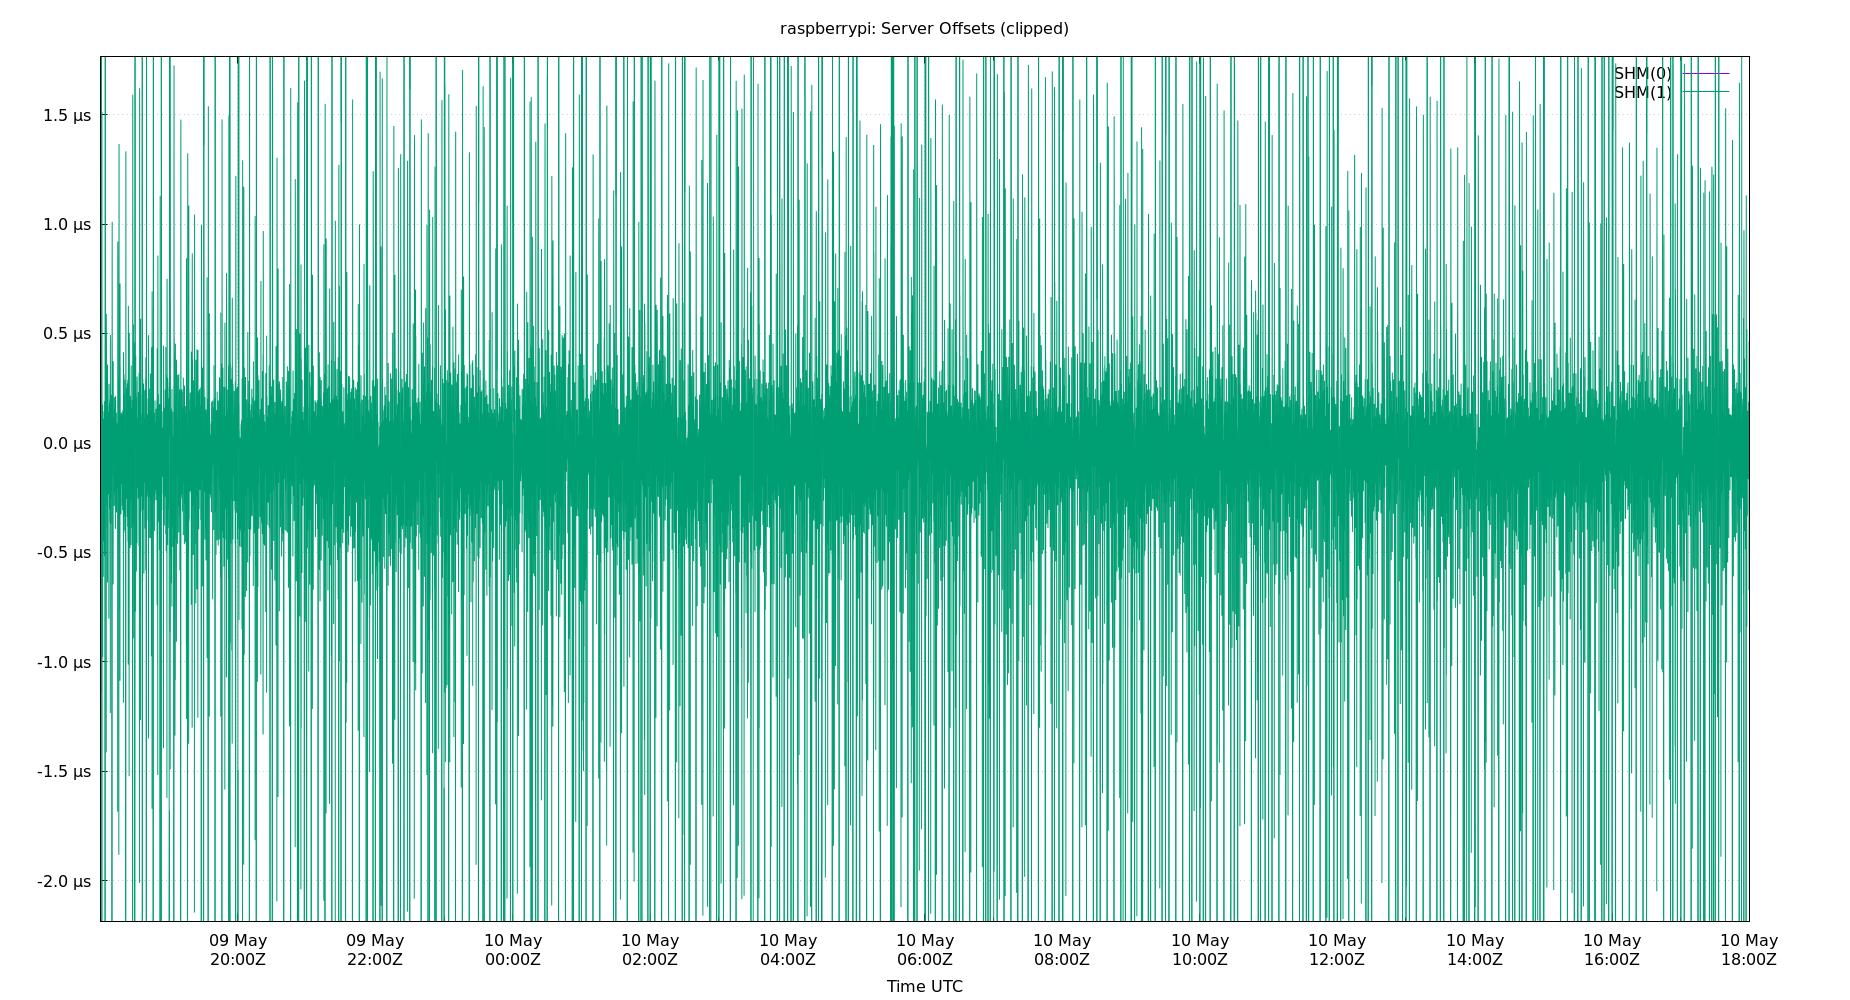 raspberrypi: Server Offsets (clipped)
SHM(0)
SHM(1)
1.5 µs
1.0 µs
0.5 µs
0.0 µs
-0.5 µs
-1.0 µs
-1.5 µs
-2.0 µs
09 May 09 May 10 May 10 May 10 May 10 May 10 May 10 May 10 May 10 May 10 May 10 May
20:00Z 22:00Z 00:00Z 02:00Z 04:00Z 06:00Z 08:00Z 10:00Z 12:00Z 14:00Z 16:00Z 18:00Z
Time UTC